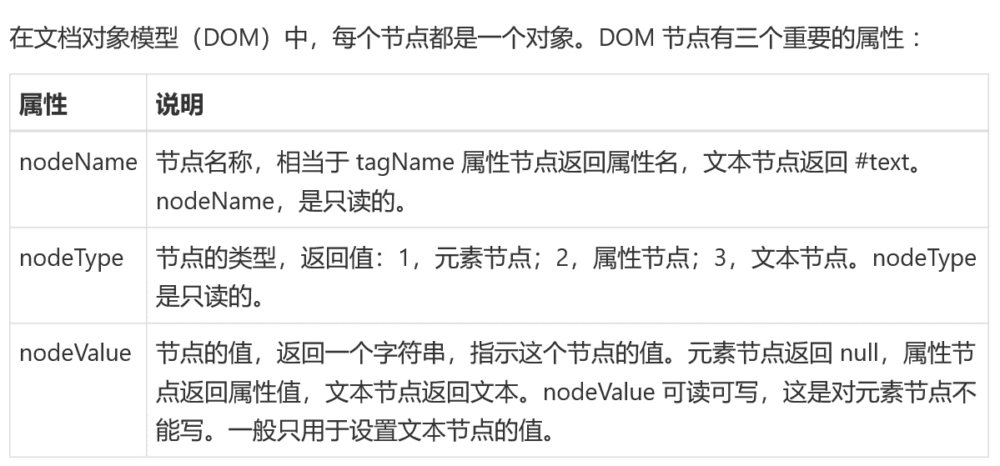 在文档对象模型（DOM）中，每个节点都是一个对象。DOM 节点有三个重要的属性：
属性 说明
nodeName 节点名称，相当于 tagName 属性节点返回属性名，文本节点返回 #text。
nodeName，是只读的。
nodeType 节点的类型，返回值：1，元素节点；2，属性节点；3，文本节点。nodeType
是只读的。
nodeValue 节点的值，返回一个字符串，指示这个节点的值。元素节点返回 null，属性节
点返回属性值，文本节点返回文本。nodeValue 可读可写，这是对元素节点不
能写。一般只用于设置文本节点的值。